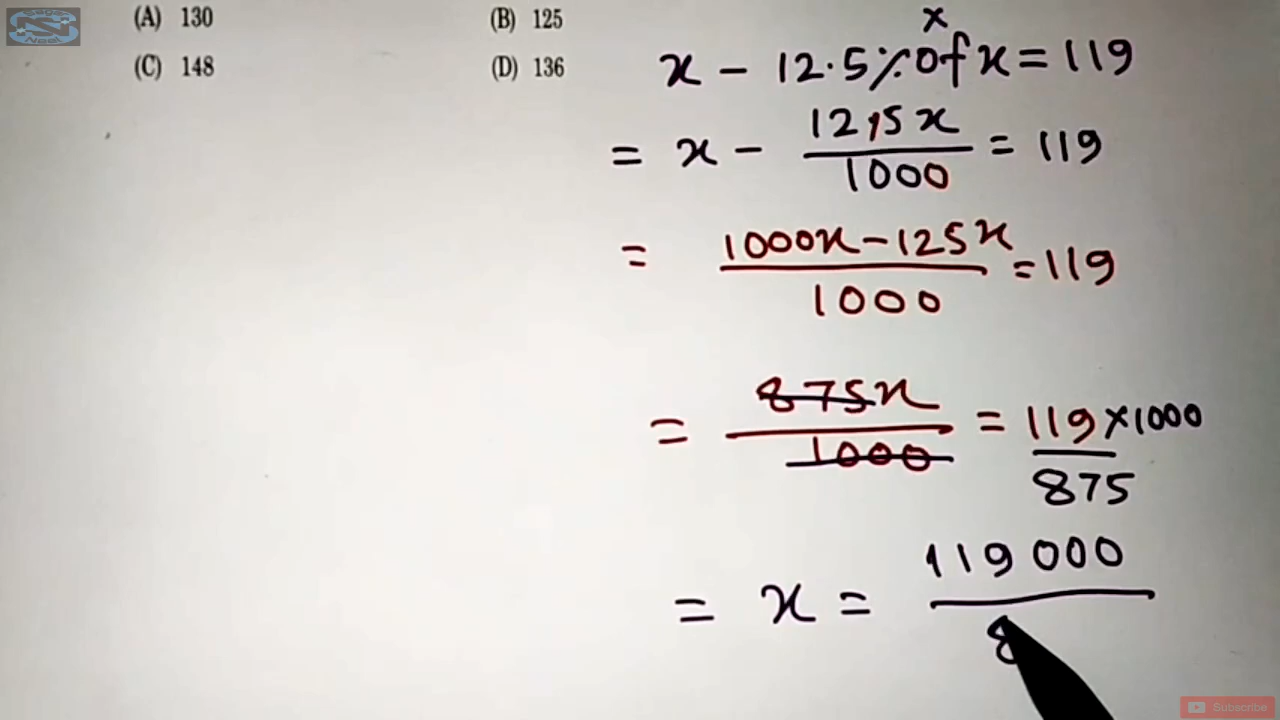 (A) 130 (B) 125
(C) 148 (D) 136
x
x - 12.5% of x = 119
= x - 12,5x / 1000 = 119
= 1000x - 125x / 1000 = 119
= 875x / 1000 = 119 × 1000 / 875
= x = 119000 / 8
Subscribe